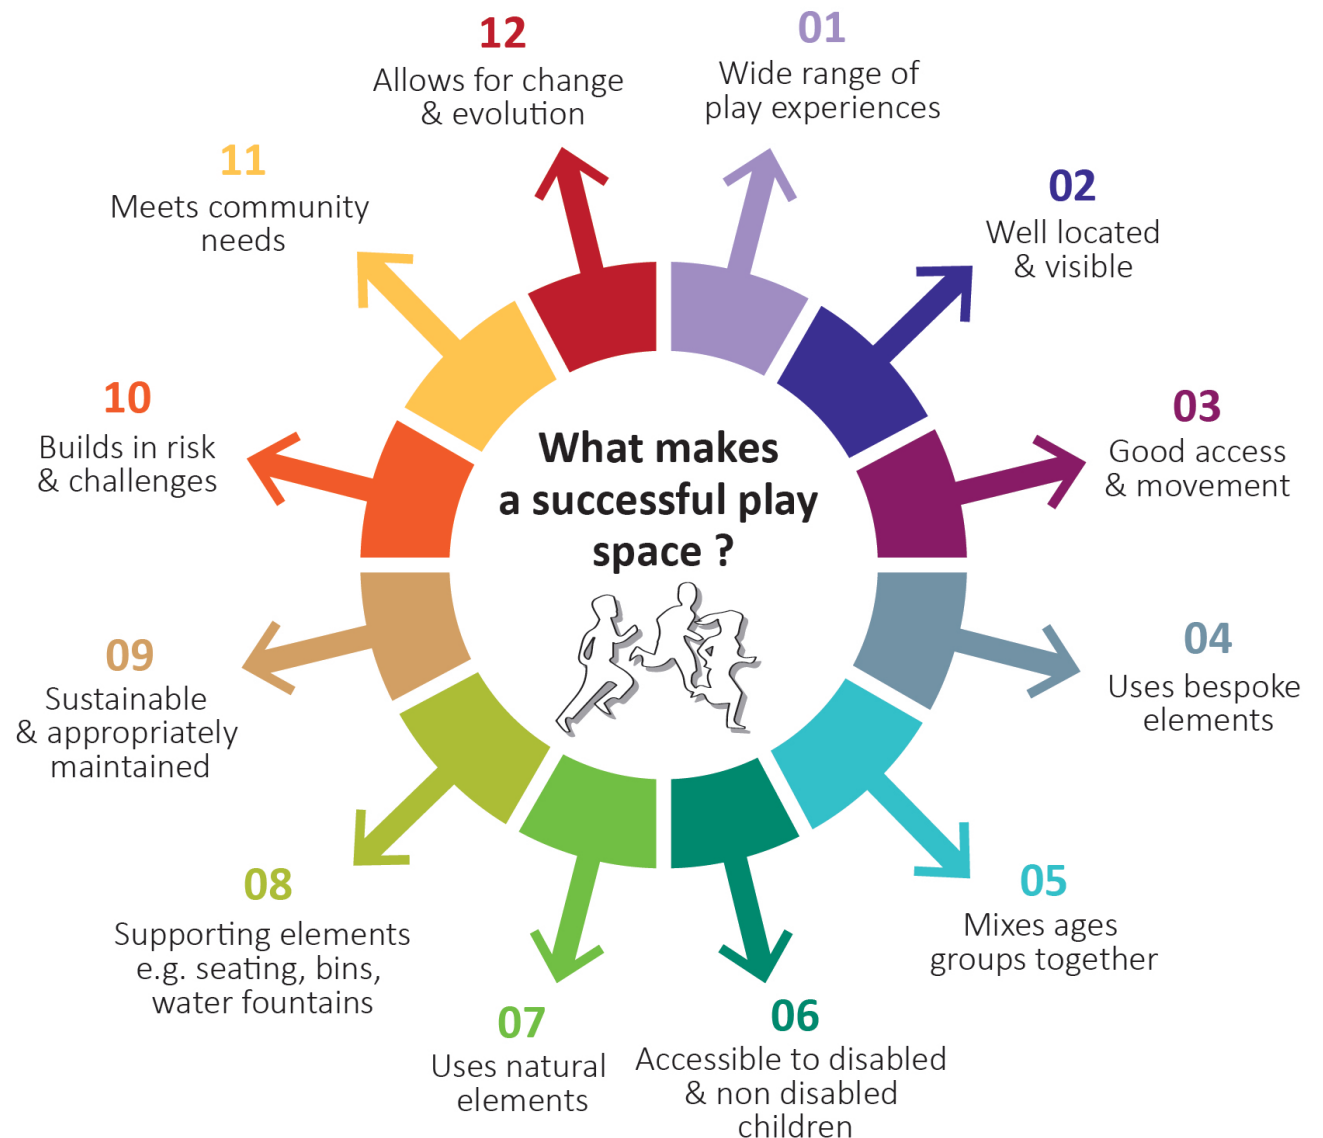 What makes
a successful play
space ?
01
Wide range of
play experiences
02
Well located
& visible
03
Good access
& movement
04
Uses bespoke
elements
05
Mixes ages
groups together
06
Accessible to disabled
& non disabled
children
07
Uses natural
elements
08
Supporting elements
e.g. seating, bins,
water fountains
09
Sustainable
& appropriately
maintained
10
Builds in risk
& challenges
11
Meets community
needs
12
Allows for change
& evolution